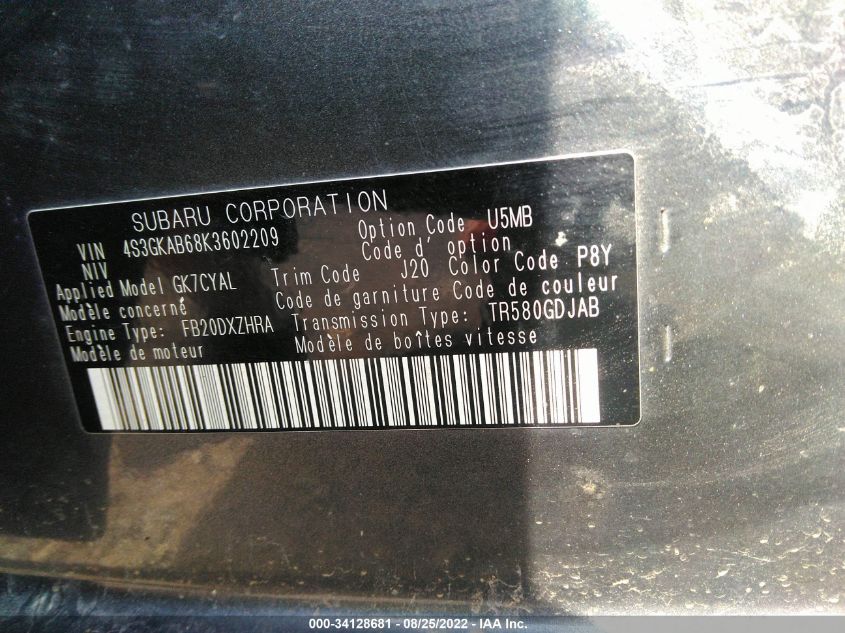 SUBARU CORPORATION
VIN 4S3GKAB68K3602209 Option Code U5MB
NIV Code d' option
Applied Model GK7CYAL Trim Code J20 Color Code P8Y
Modèle concerné Code de garniture Code de couleur
Engine Type: FB20DXZHRA Transmission Type: TR580GDJAB
Modèle de moteur Modèle de boîtes vitesse
000-34128681 - 08/25/2022 - IAA Inc.